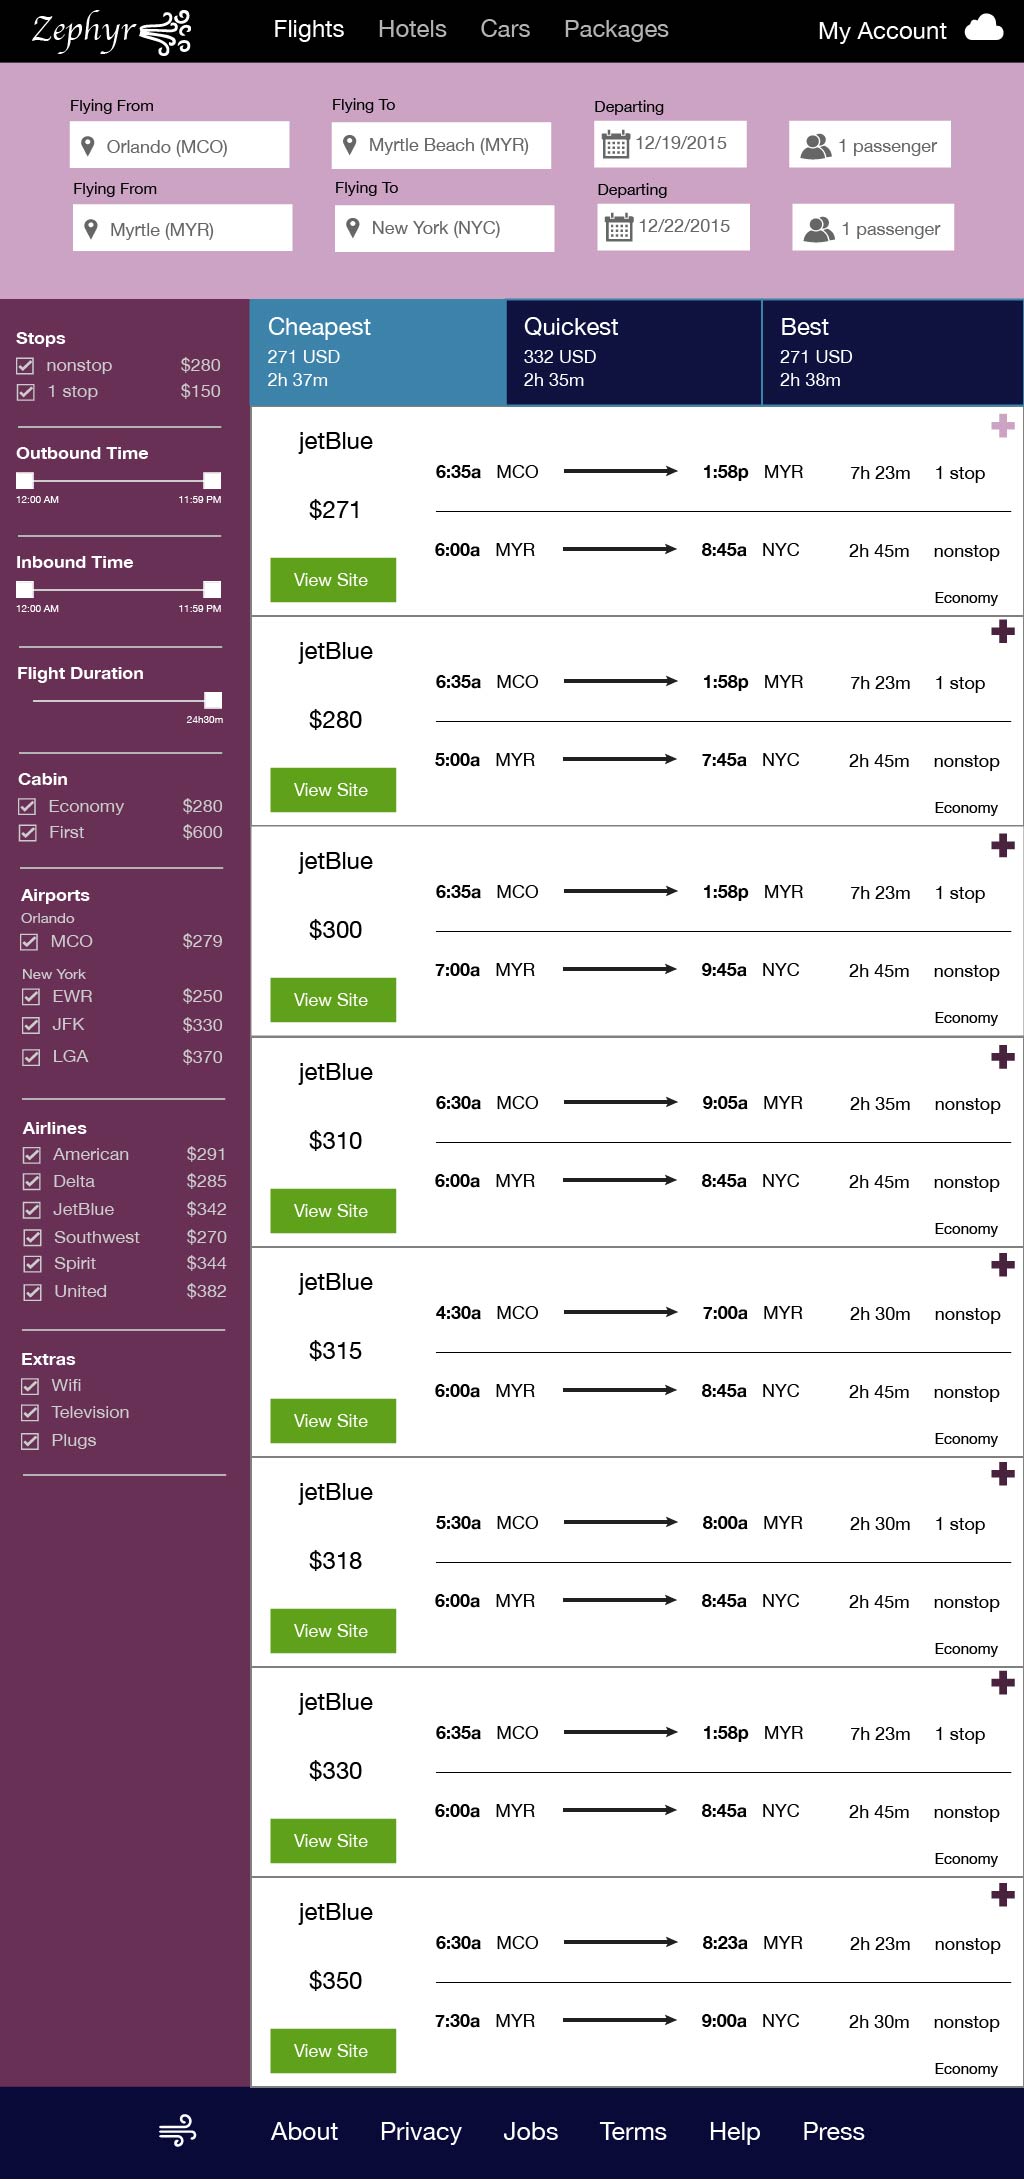 Zephyr
Flights Hotels Cars Packages
My Account
Flying From Flying To Departing
Orlando (MCO) Myrtle Beach (MYR) 12/19/2015 1 passenger
Flying From Flying To Departing
Myrtle (MYR) New York (NYC) 12/22/2015 1 passenger
Stops
nonstop $280
1 stop $150
Outbound Time
12:00 AM 11:59 PM
Inbound Time
12:00 AM 11:59 PM
Flight Duration
24h30m
Cabin
Economy $280
First $600
Airports
Orlando
MCO $279
New York
EWR $250
JFK $330
LGA $370
Airlines
American $291
Delta $285
JetBlue $342
Southwest $270
Spirit $344
United $382
Extras
Wifi
Television
Plugs
Cheapest
271 USD
2h 37m
Quickest
332 USD
2h 35m
Best
271 USD
2h 38m
jetBlue
$271
View Site
6:35a MCO 1:58p MYR 7h 23m 1 stop
6:00a MYR 8:45a NYC 2h 45m nonstop
Economy
jetBlue
$280
View Site
6:35a MCO 1:58p MYR 7h 23m 1 stop
5:00a MYR 7:45a NYC 2h 45m nonstop
Economy
jetBlue
$300
View Site
6:35a MCO 1:58p MYR 7h 23m 1 stop
7:00a MYR 9:45a NYC 2h 45m nonstop
Economy
jetBlue
$310
View Site
6:30a MCO 9:05a MYR 2h 35m nonstop
6:00a MYR 8:45a NYC 2h 45m nonstop
Economy
jetBlue
$315
View Site
4:30a MCO 7:00a MYR 2h 30m nonstop
6:00a MYR 8:45a NYC 2h 45m nonstop
Economy
jetBlue
$318
View Site
5:30a MCO 8:00a MYR 2h 30m 1 stop
6:00a MYR 8:45a NYC 2h 45m nonstop
Economy
jetBlue
$330
View Site
6:35a MCO 1:58p MYR 7h 23m 1 stop
6:00a MYR 8:45a NYC 2h 45m nonstop
Economy
jetBlue
$350
View Site
6:30a MCO 8:23a MYR 2h 23m nonstop
7:30a MYR 9:00a NYC 2h 30m nonstop
Economy
About Privacy Jobs Terms Help Press